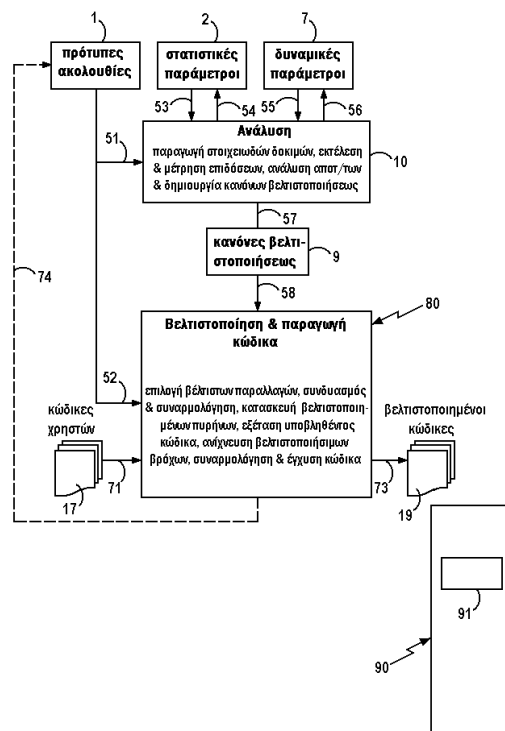 1
2
7
πρότυπες
ακολουθίες
στατιστικές
παράμετροι
δυναμικές
παράμετροι
53
54
55
56
51
Ανάλυση
παραγωγή στοιχειωδών δοκιμών, εκτέλεση
& μέτρηση επιδόσεων, ανάλυση αποτ/των
& δημιουργία κανόνων βελτιστοποιήσεως
10
57
κανόνες βελτι-
στοποιήσεως
9
74
58
80
Βελτιστοποίηση & παραγωγή
κώδικα
52
επιλογή βέλτιστων παραλλαγών, συνδυασμός
& συναρμολόγηση, κατασκευή βελτιστοποιη-
μένων πυρήνων, εξέταση υποβληθέντος
κώδικα, ανίχνευση βελτιστοποιήσιμων
βρόχων, συναρμολόγηση & έγχυση κώδικα
κώδικες
χρηστών
71
17
βελτιστοποιημένοι
κώδικες
73
19
91
90